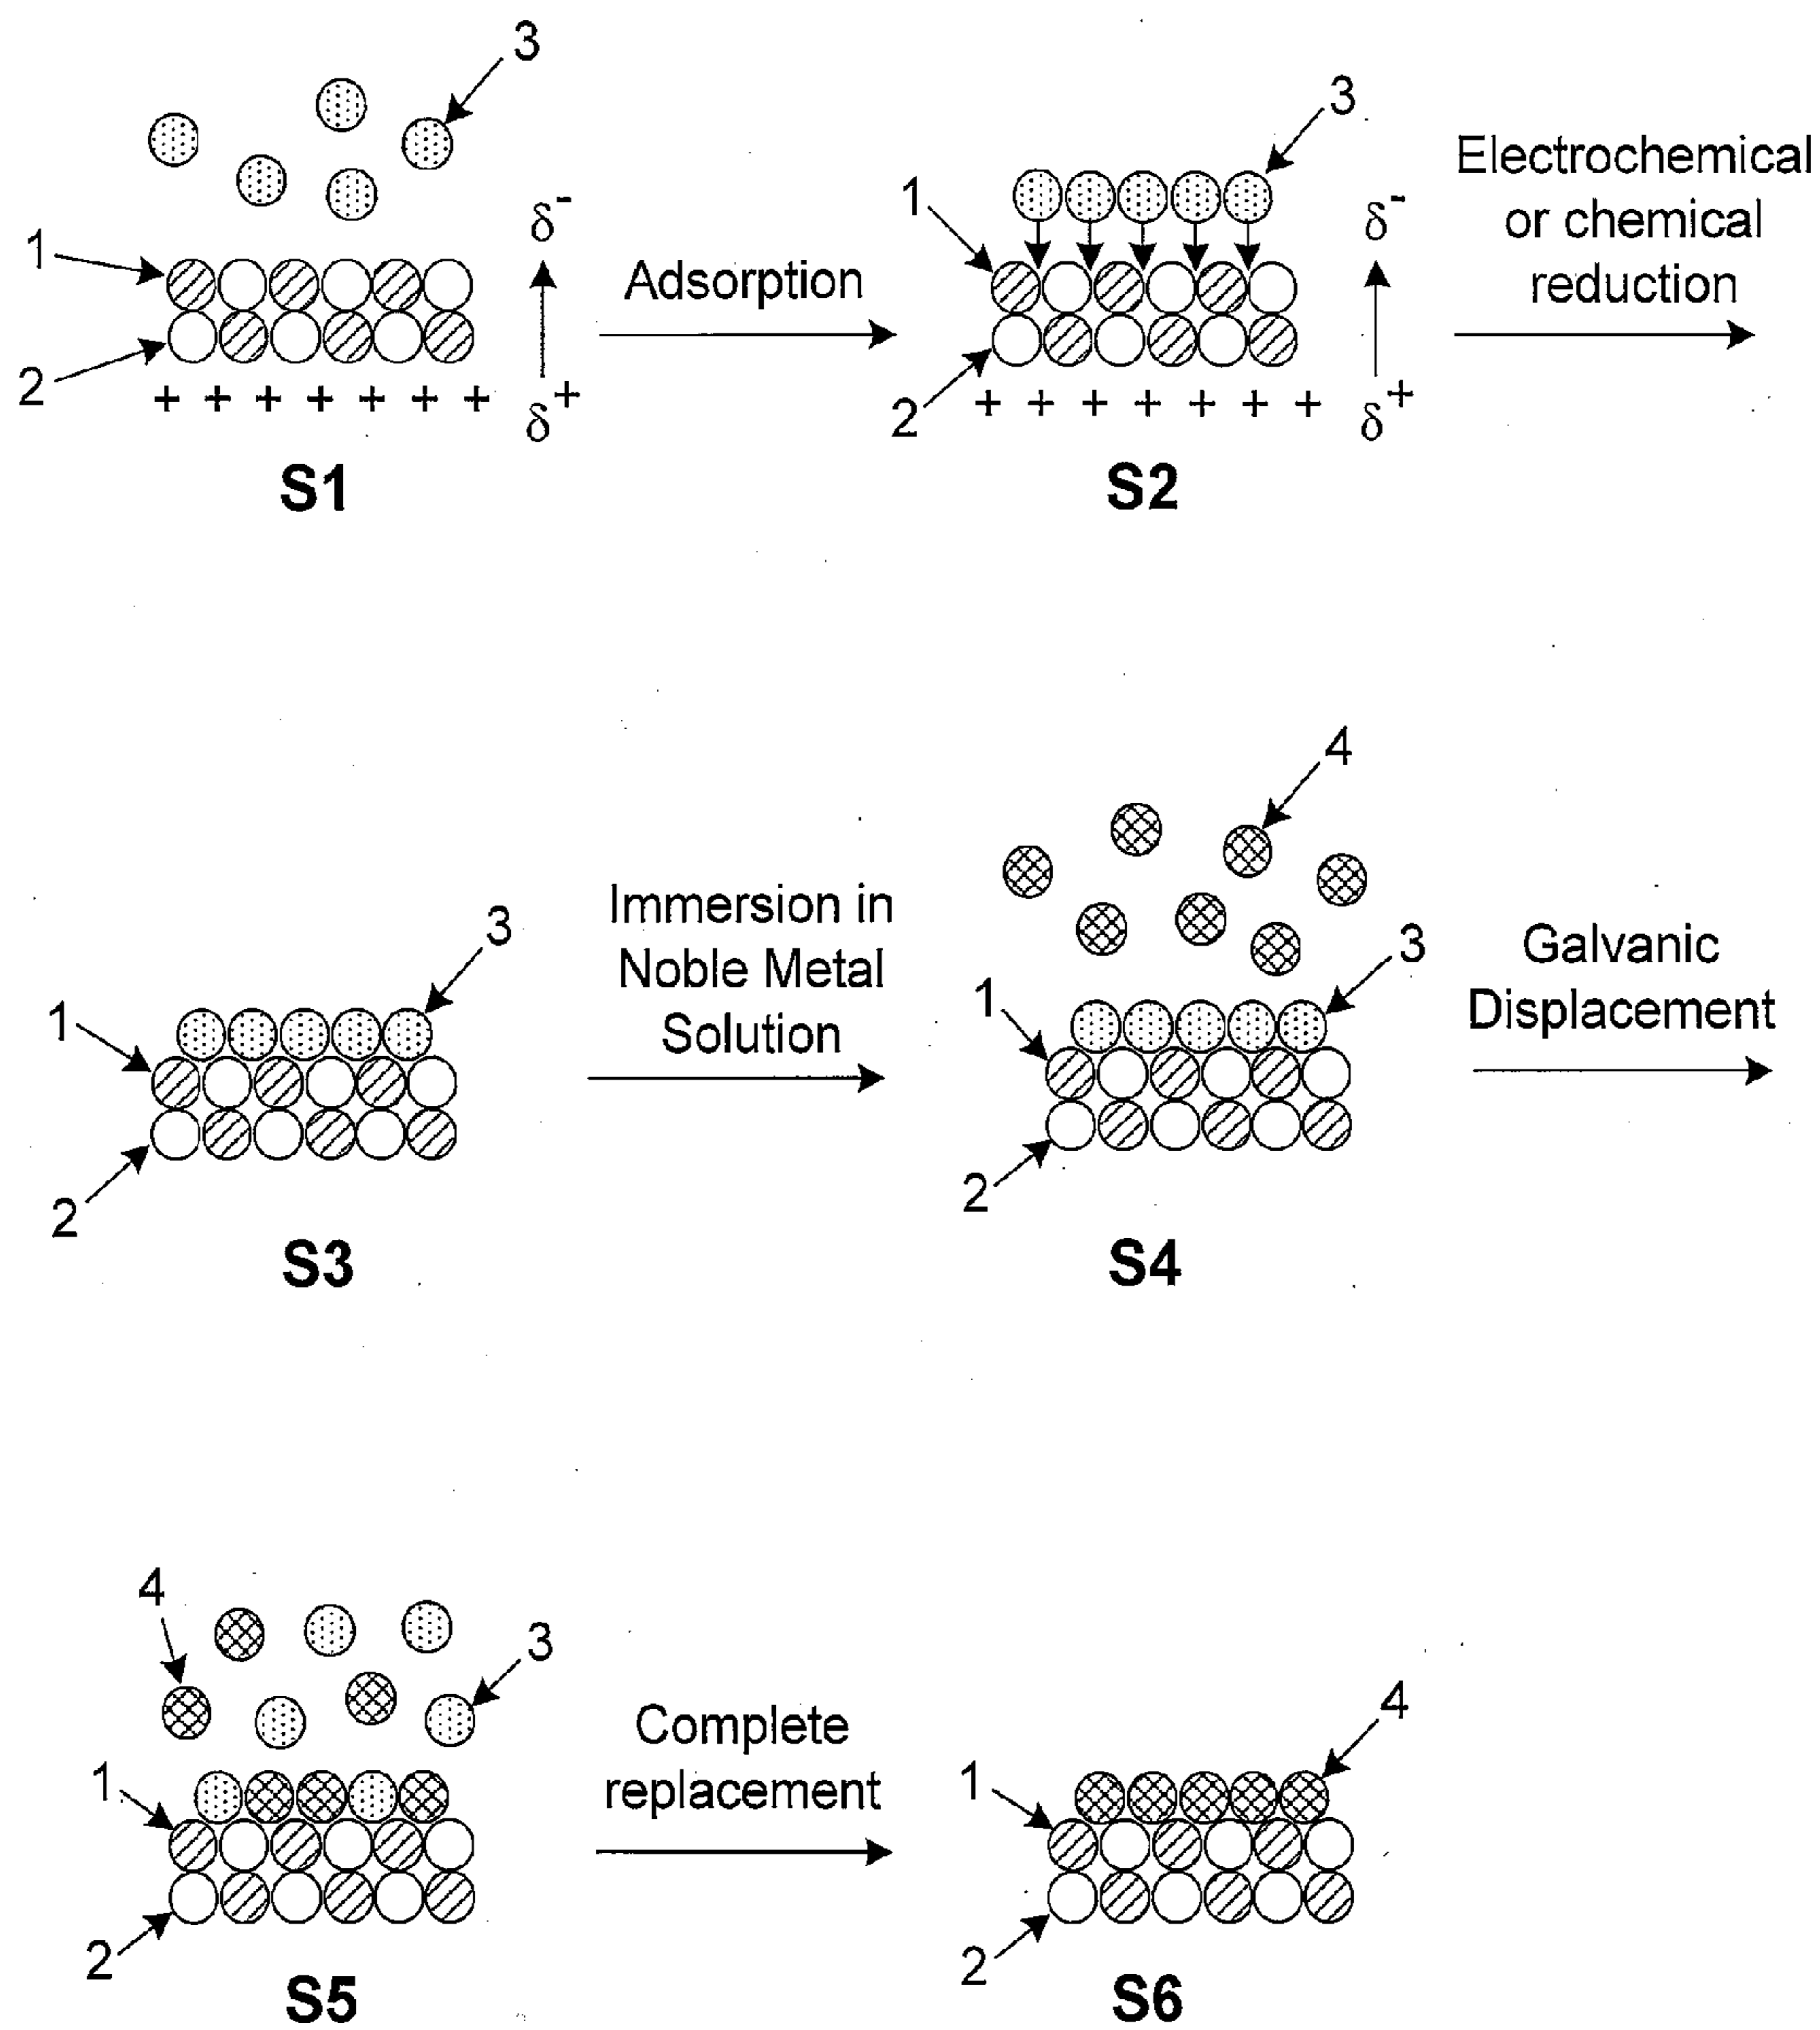 3
3
Electrochemical
or chemical
reduction
1
δ-
Adsorption
1
δ-
2
+ + + + + + +
δ+
2
+ + + + + + +
δ+
S1
S2
4
3
Immersion in
Noble Metal
Solution
3
Galvanic
Displacement
1
1
2
2
S3
S4
4
3
Complete
replacement
4
1
1
2
2
S5
S6